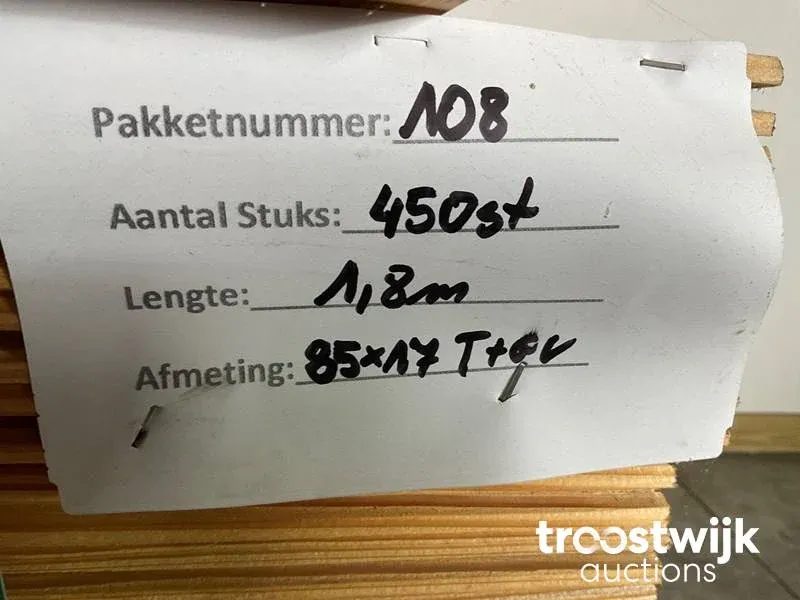 Pakketnummer: 108
Aantal Stuks: 450st
Lengte: 1,8m
Afmeting: 85x17 T+GV
troostwijk
auctions